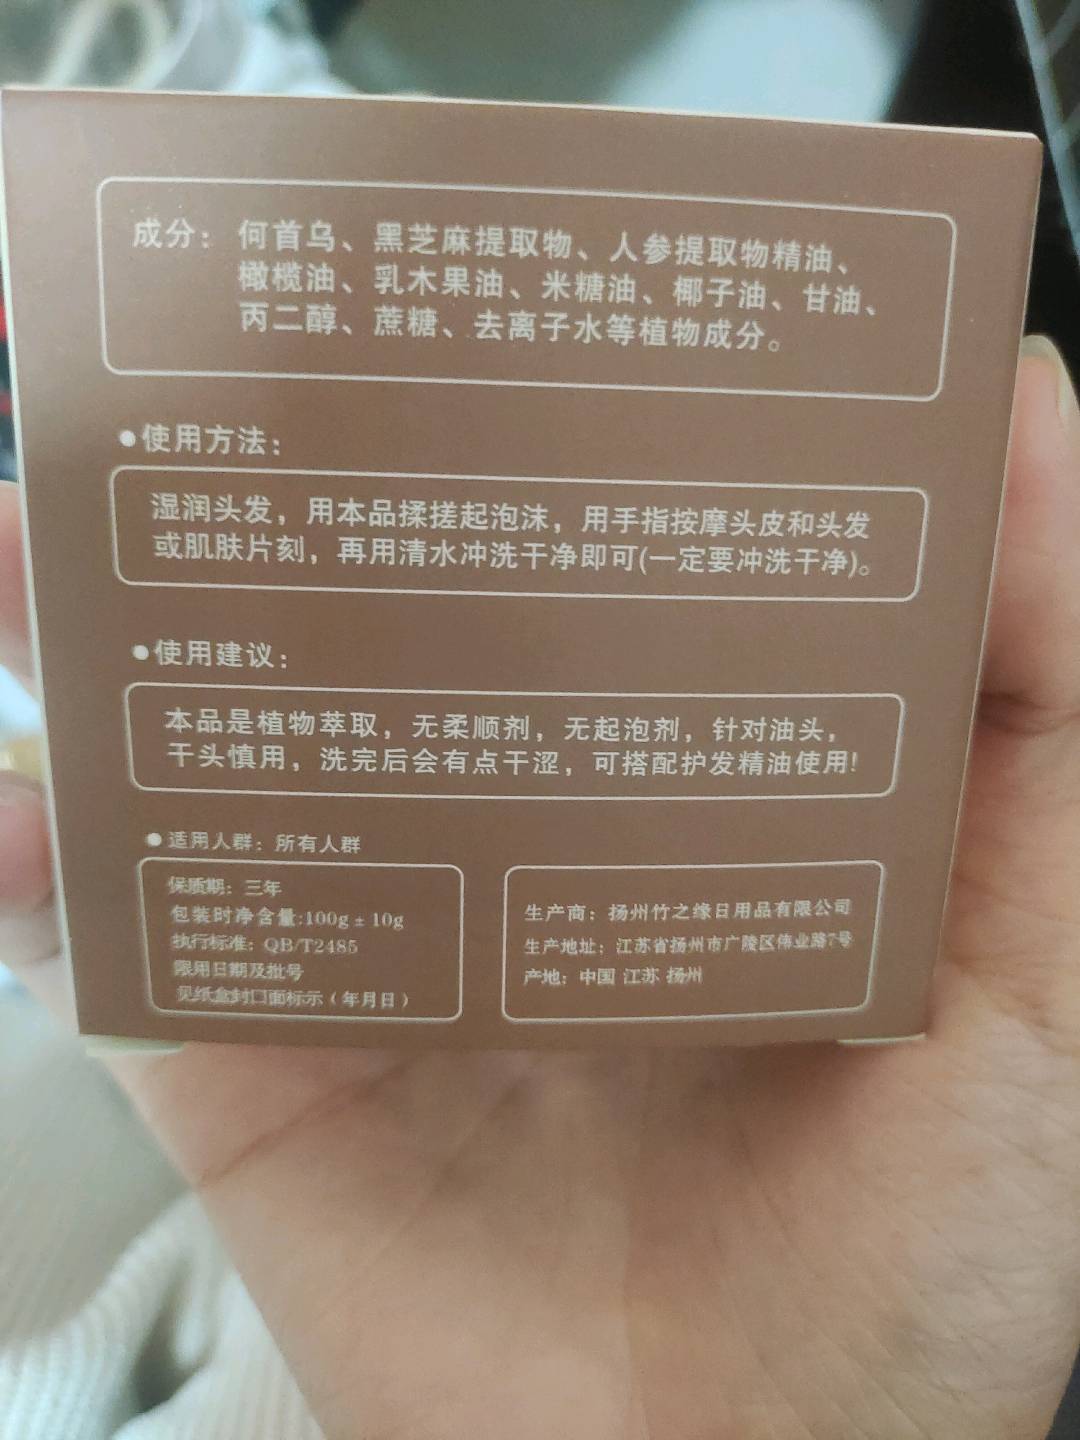 成分：何首乌、黑芝麻提取物、人参提取物精油、
橄榄油、乳木果油、米糖油、椰子油、甘油、
丙二醇、蔗糖、去离子水等植物成分。
●使用方法：
湿润头发，用本品揉搓起泡沫，用手指按摩头皮和头发
或肌肤片刻，再用清水冲洗干净即可(一定要冲洗干净)。
●使用建议：
本品是植物萃取，无柔顺剂，无起泡剂，针对油头，
干头慎用，洗完后会有点干涩，可搭配护发精油使用!
●适用人群：所有人群
保质期：三年
包装时净含量:100g±10g
执行标准：QB/T2485
限用日期及批号
见纸盒封口面标示（年月日）
生产商：扬州竹之缘日用品有限公司
生产地址：江苏省扬州市广陵区伟业路7号
产地：中国 江苏 扬州